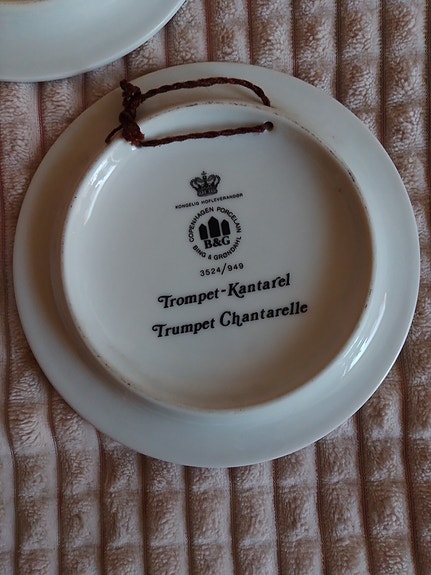 KONGELIG HOFLEVERANDØR
COPENHAGEN PORCELAIN
B&G
BING & GRØNDAHL
3524/949
Trompet-Kantarel
Trumpet Chantarelle